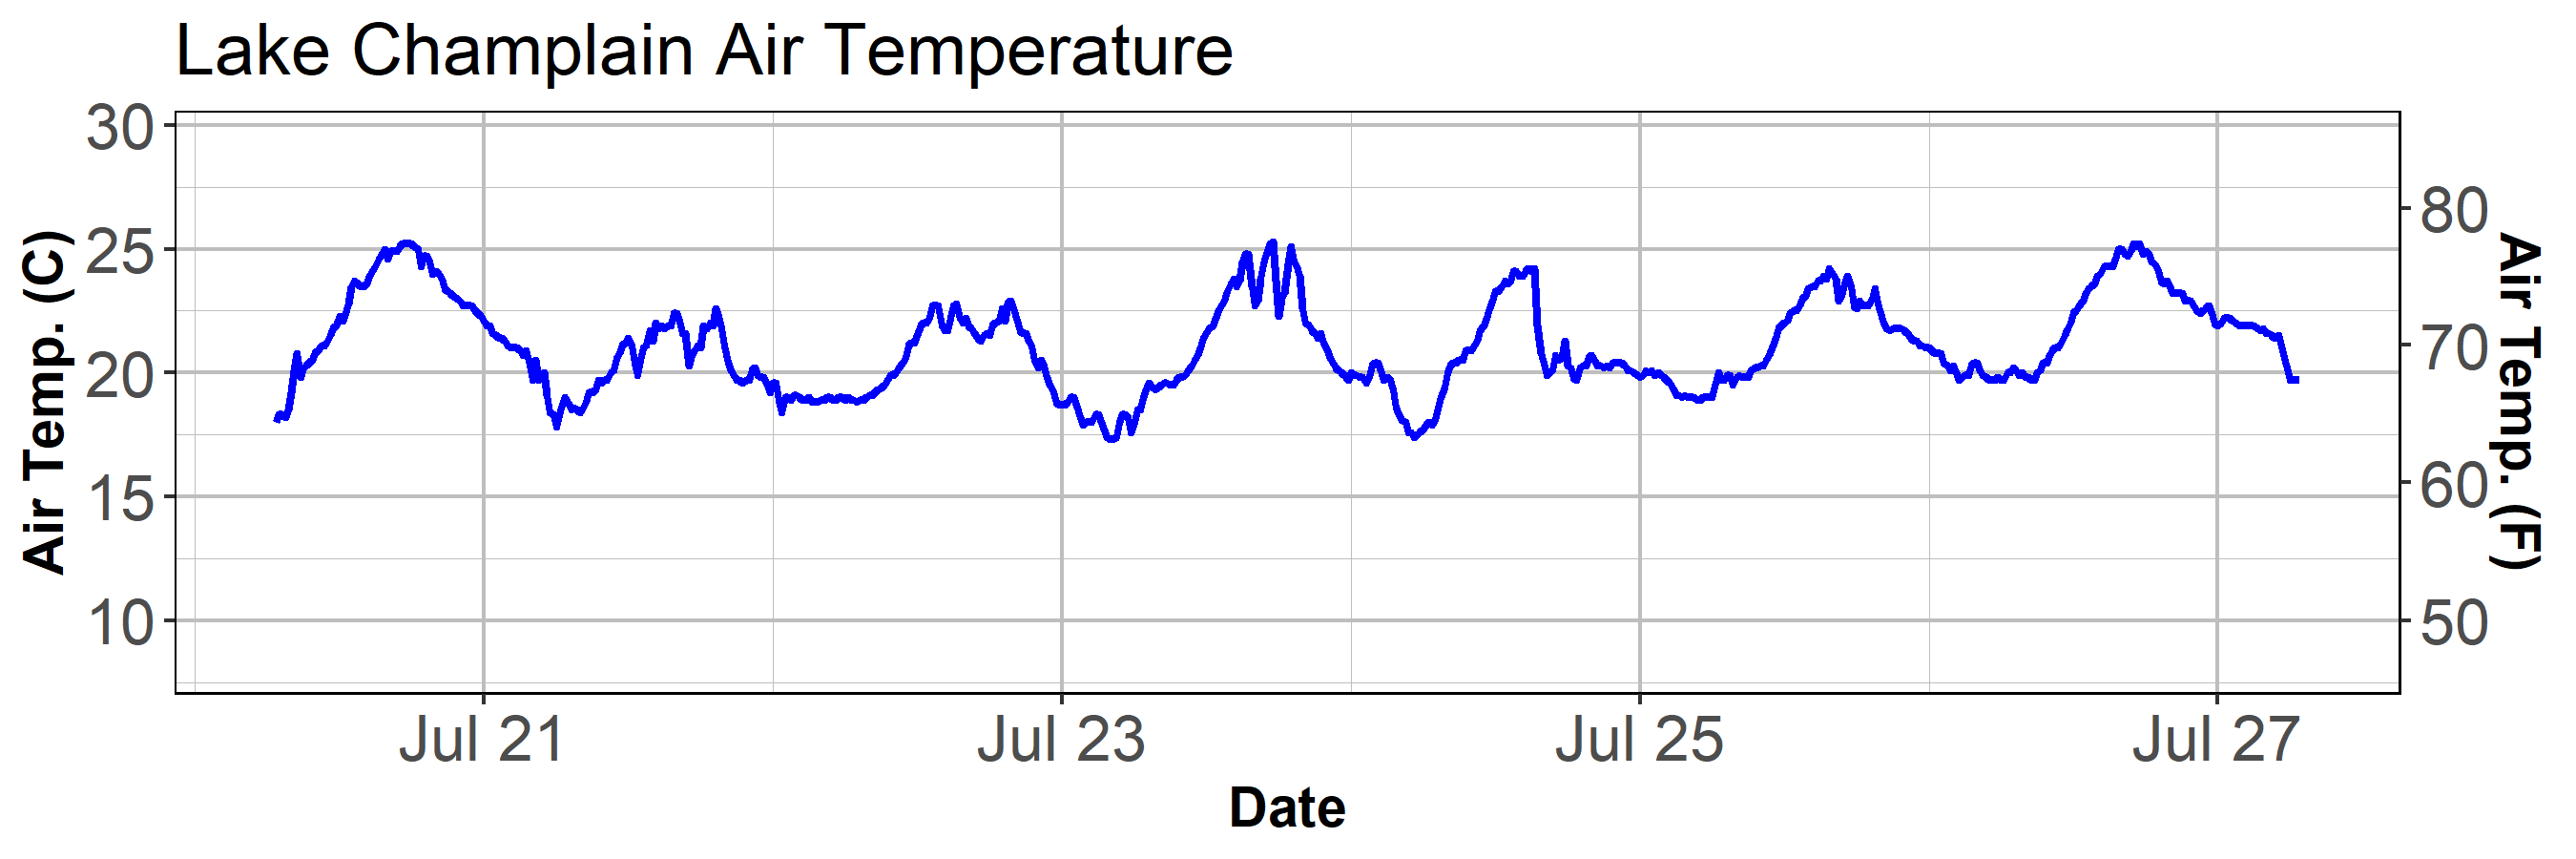 Lake Champlain Air Temperature
30
25
20
15
10
Air Temp. (C)
80
70
60
50
Air Temp. (F)
Jul 21
Jul 23
Jul 25
Jul 27
Date